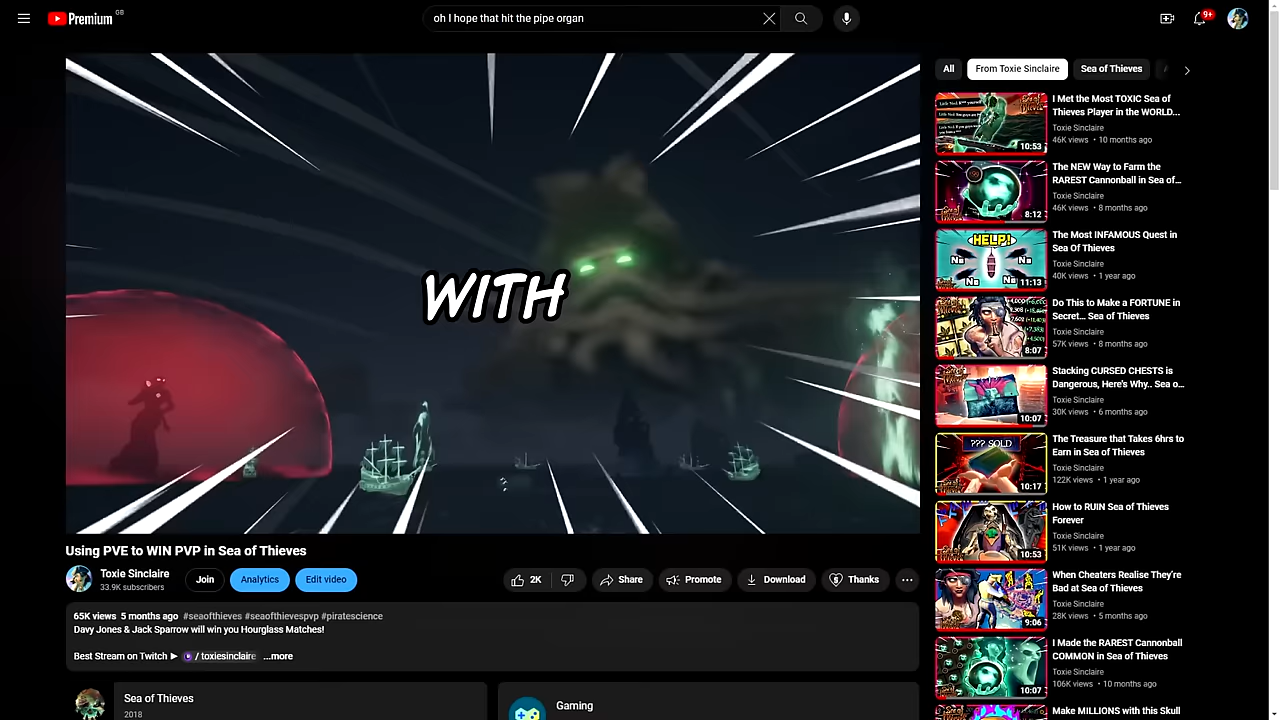 Premium
GB
oh I hope that hit the pipe organ
9+
WITH
Using PVE to WIN PVP in Sea of Thieves
Toxie Sinclaire
33.9K subscribers
Join
Analytics
Edit video
2K
Share
Promote
Download
Thanks
65K views 5 months ago #seaofthieves #seaofthievespvp #piratescience
Davy Jones & Jack Sparrow will win you Hourglass Matches!
Best Stream on Twitch ▶ / toxiesinclaire ...more
Sea of Thieves
2018
Gaming
All
From Toxie Sinclaire
Sea of Thieves
I Met the Most TOXIC Sea of
Thieves Player in the WORLD...
Toxie Sinclaire
46K views • 10 months ago
10:53
The NEW Way to Farm the
RAREST Cannonball in Sea of...
Toxie Sinclaire
46K views • 8 months ago
8:12
HELP!
No
No
No
No
The Most INFAMOUS Quest in
Sea Of Thieves
Toxie Sinclaire
40K views • 1 year ago
11:13
Do This to Make a FORTUNE in
Secret... Sea of Thieves
Toxie Sinclaire
57K views • 8 months ago
8:07
Stacking CURSED CHESTS is
Dangerous, Here's Why.. Sea o...
Toxie Sinclaire
30K views • 6 months ago
10:07
??? SOLD
The Treasure that Takes 6hrs to
Earn in Sea of Thieves
Toxie Sinclaire
122K views • 1 year ago
10:17
How to RUIN Sea of Thieves
Forever
Toxie Sinclaire
51K views • 1 year ago
10:53
When Cheaters Realise They're
Bad at Sea of Thieves
Toxie Sinclaire
28K views • 5 months ago
9:06
I Made the RAREST Cannonball
COMMON in Sea of Thieves
Toxie Sinclaire
106K views • 10 months ago
10:07
Make MILLIONS with this Skull